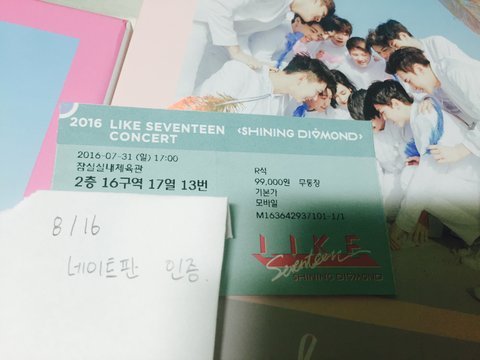 2016 LIKE SEVENTEEN <SHINING DIAMOND>
CONCERT
2016-07-31 (일) 17:00
잠실실내체육관
2층 16구역 17열 13번
R석
99,000원 무통장
기본가
모바일
M163642937101-1/1
LIKE
Seventeen
SHINING DIAMOND
8/16
네이트판 인증.